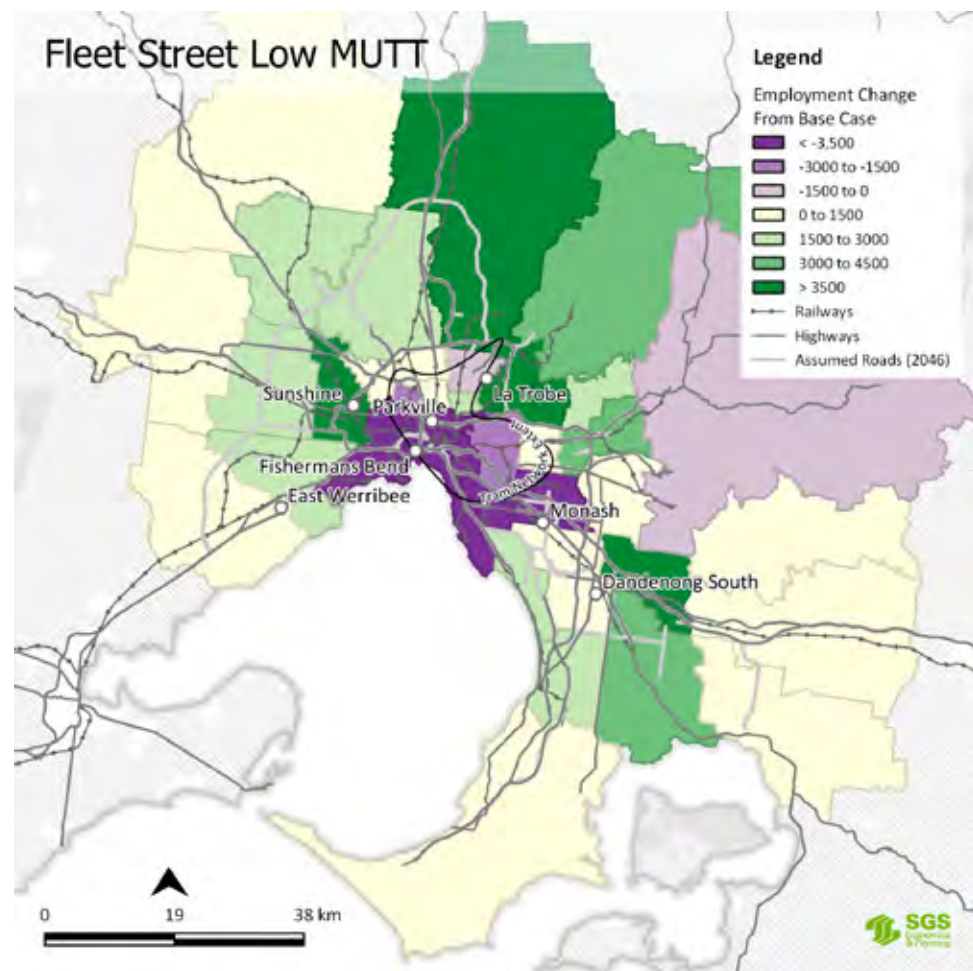 Fleet Street Low MUTT
Legend
Employment Change
From Base Case
< -3,500
-3000 to -1500
-1500 to 0
0 to 1500
1500 to 3000
3000 to 4500
> 3500
Railways
Highways
Assumed Roads (2046)
Sunshine
La Trobe
Parkville
Tram Network Extent
Fishermans Bend
East Werribee
Monash
Dandenong South
0 19 38 km
SGS
Economics
& Planning